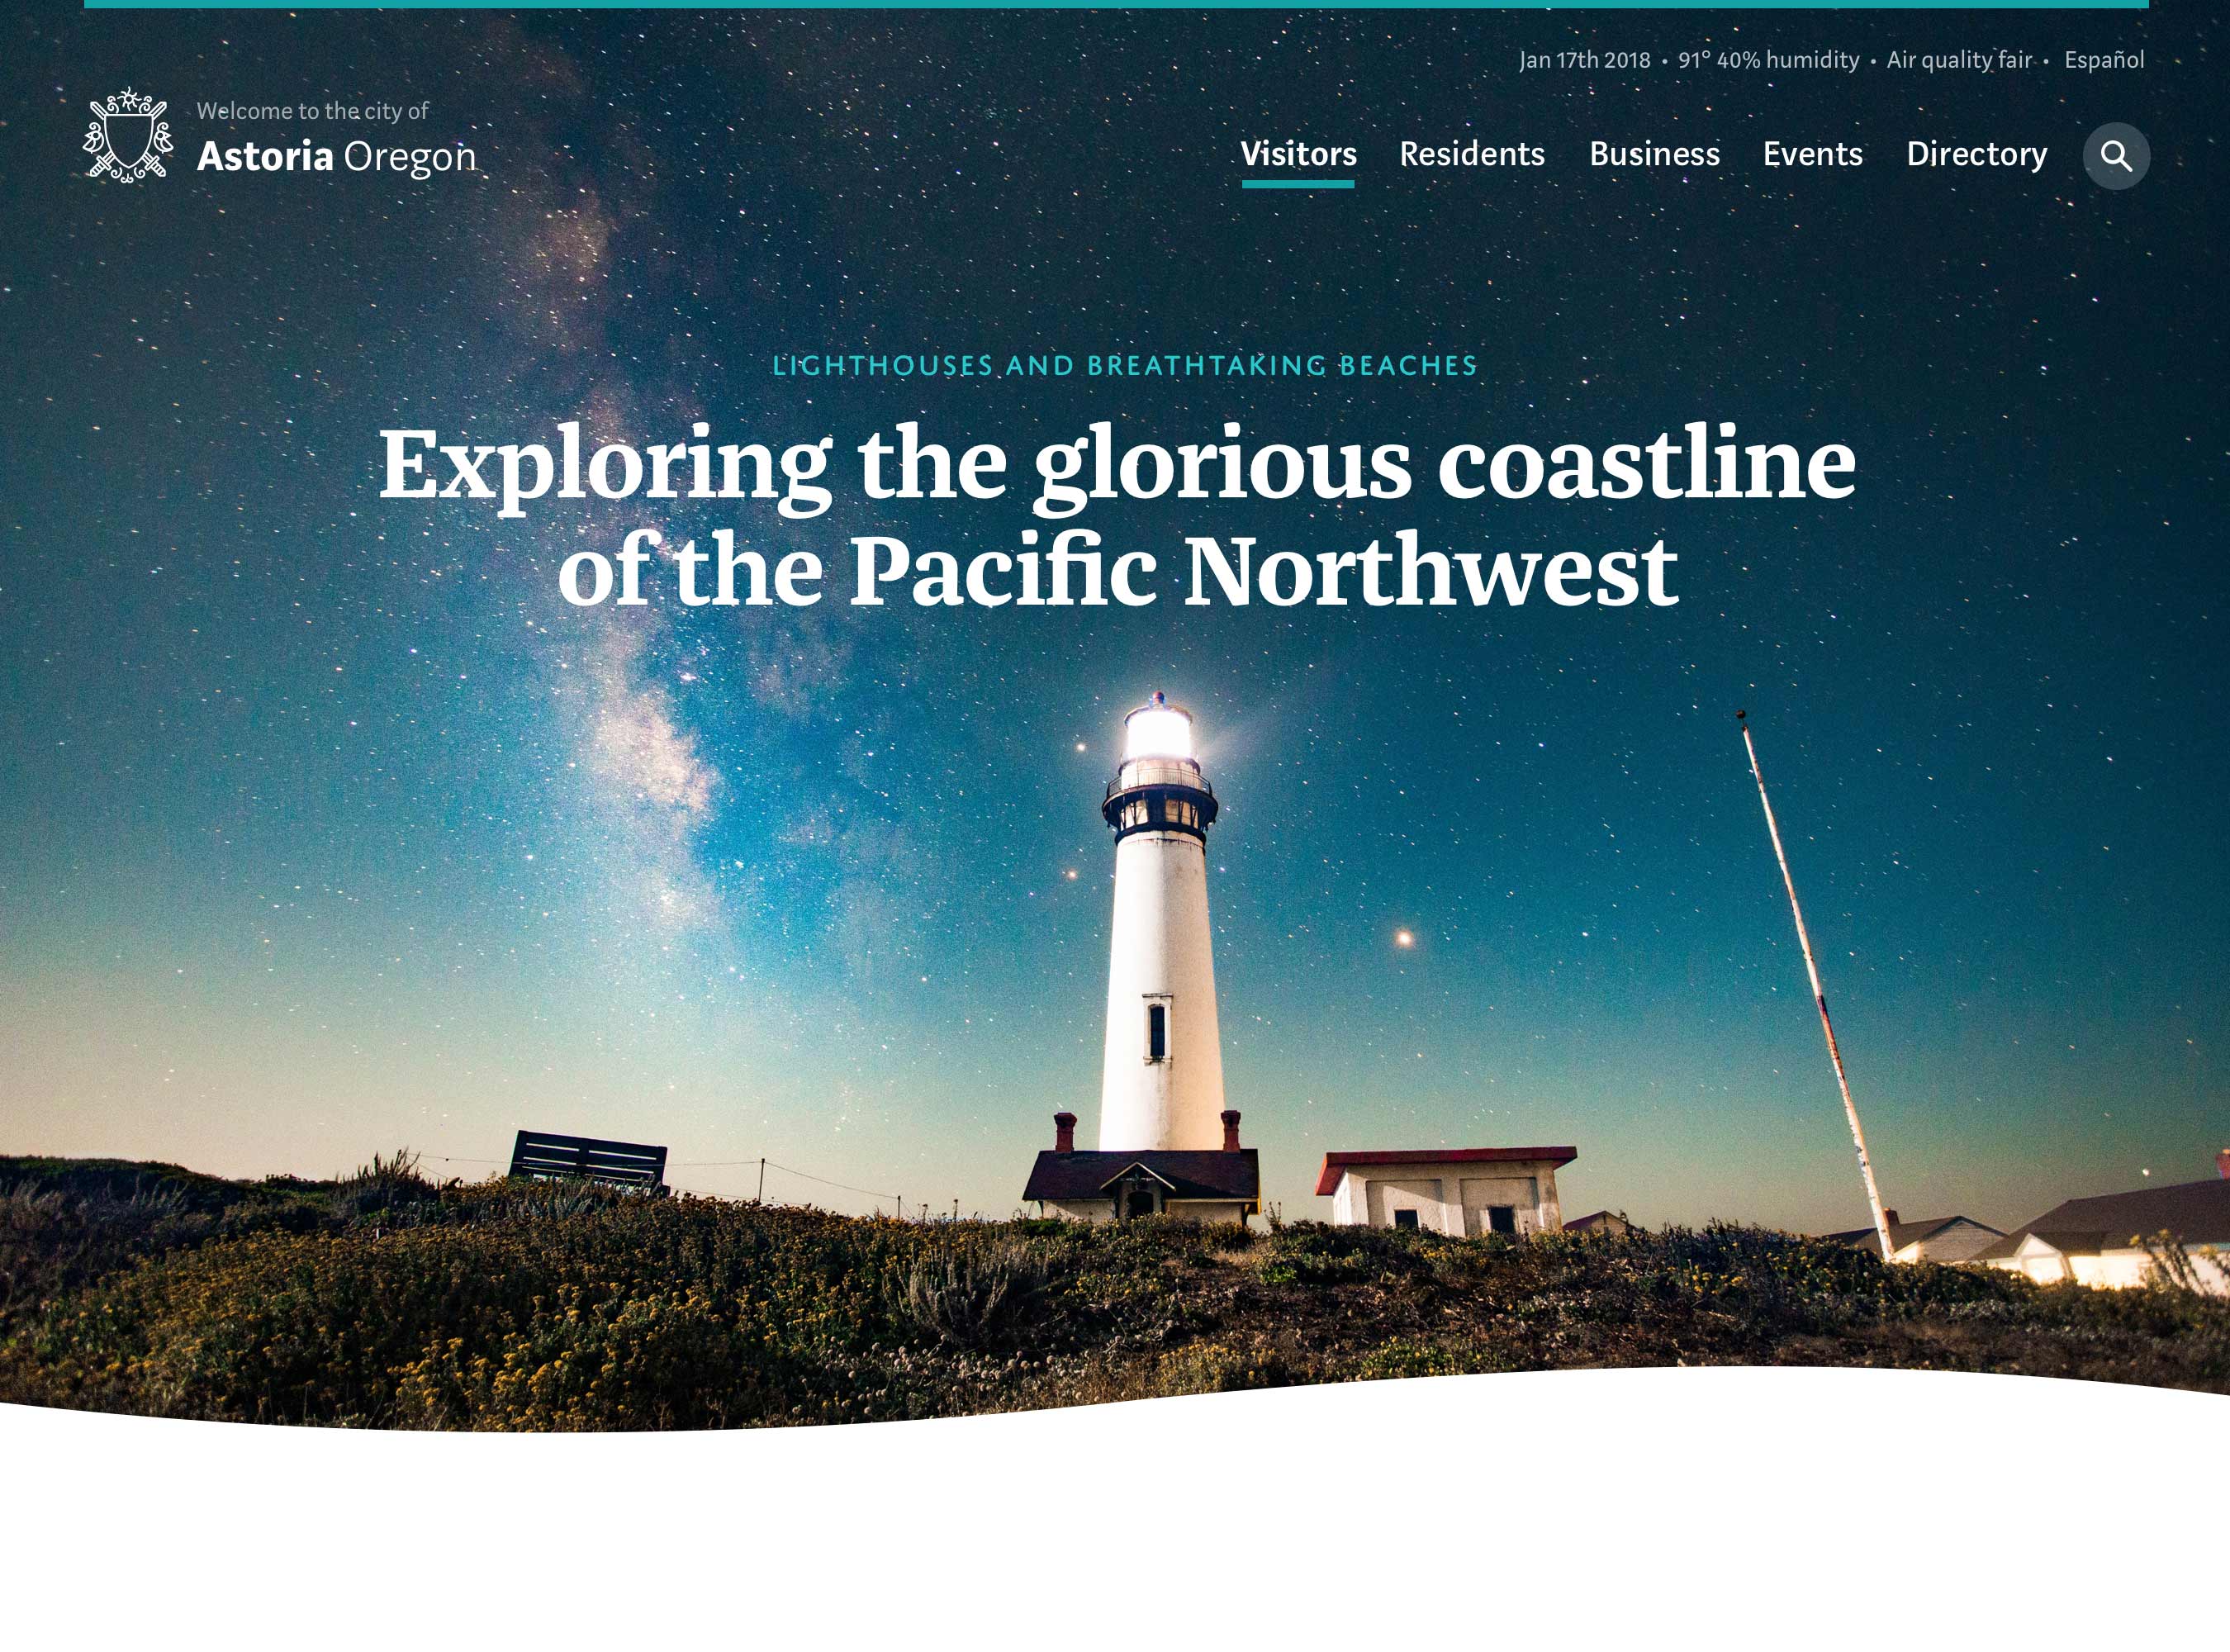 Jan 17th 2018 • 91° 40% humidity • Air quality fair • Español
Welcome to the city of
Astoria Oregon
Visitors Residents Business Events Directory
LIGHTHOUSES AND BREATHTAKING BEACHES
Exploring the glorious coastline
of the Pacific Northwest